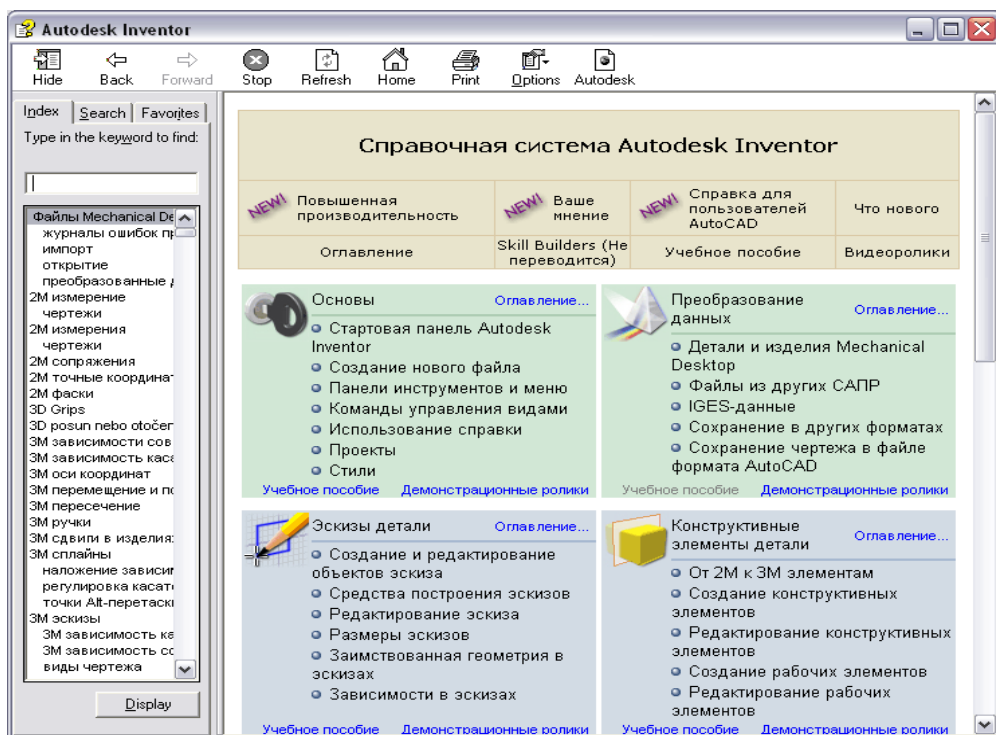 Autodesk Inventor
Hide Back Forward Stop Refresh Home Print Options Autodesk
Index Search Favorites
Type in the keyword to find:
Файлы Mechanical De
журналы ошибок пр
импорт
открытие
преобразованные д
2М измерение
чертежи
2М измерения
чертежи
2М сопряжения
2М точные координат
2М фаски
3D Grips
3D posun nebo otočen
3М зависимости сов
3М зависимость каса
3М оси координат
3М перемещение и по
3М пересечение
3М ручки
3М сдвиги в изделиях
3М сплайны
наложение зависим
регулировка касате
точки Alt-перетаски
3М эскизы
3М зависимость ка
3М зависимость со
виды чертежа
Display
Справочная система Autodesk Inventor
NEW! Повышенная производительность
NEW! Ваше мнение
NEW! Справка для пользователей AutoCAD
Что нового
Оглавление
Skill Builders (Не переводится)
Учебное пособие
Видеоролики
Основы Оглавление...
Стартовая панель Autodesk
Inventor
Создание нового файла
Панели инструментов и меню
Команды управления видами
Использование справки
Проекты
Стили
Учебное пособие Демонстрационные ролики
Преобразование
данных Оглавление...
Детали и изделия Mechanical
Desktop
Файлы из других САПР
IGES-данные
Сохранение в других форматах
Сохранение чертежа в файле
формата AutoCAD
Учебное пособие Демонстрационные ролики
Эскизы детали Оглавление...
Создание и редактирование
объектов эскиза
Средства построения эскизов
Редактирование эскиза
Размеры эскизов
Заимствованная геометрия в
эскизах
Зависимости в эскизах
Учебное пособие Демонстрационные ролики
Конструктивные
элементы детали Оглавление...
От 2М к 3М элементам
Создание конструктивных
элементов
Редактирование конструктивных
элементов
Создание рабочих элементов
Редактирование рабочих
элементов
Учебное пособие Демонстрационные ролики